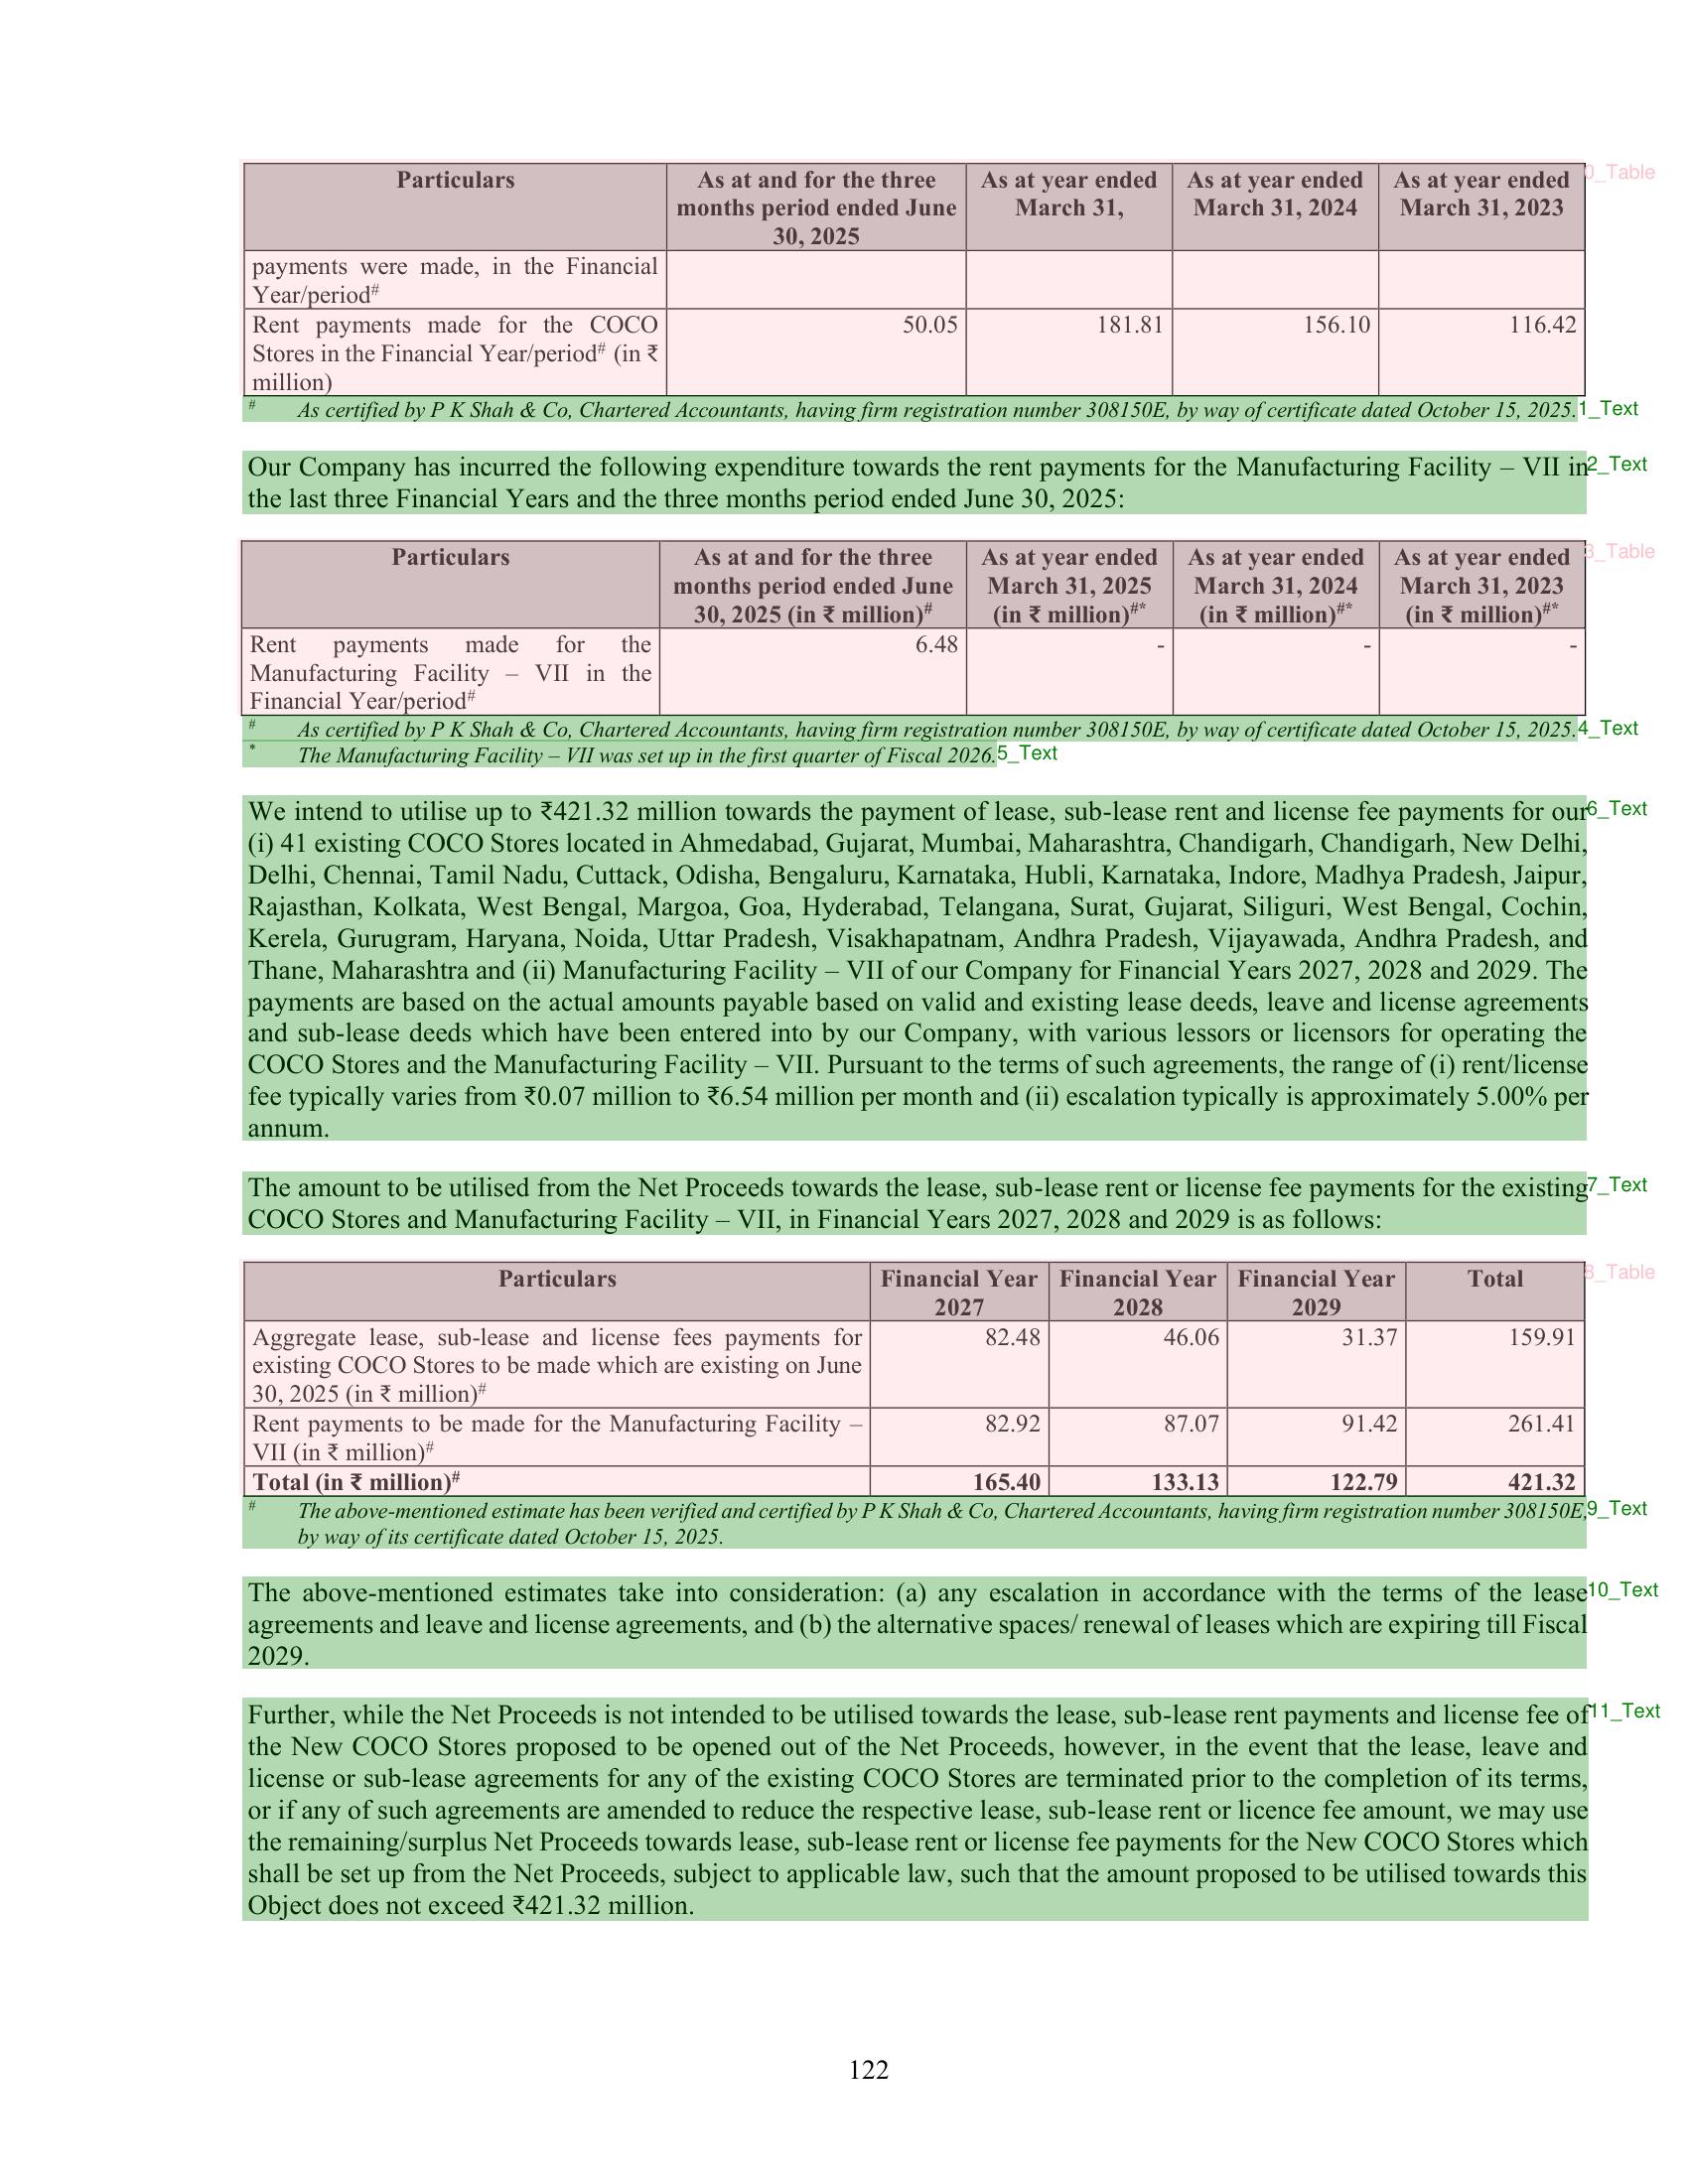 Particulars As at and for the three As at year ended As at year ended As at year ended 0_Table
months period ended June March 31, March 31, 2024 March 31, 2023
30, 2025
payments were made, in the Financial
Year/period#
Rent payments made for the COCO 50.05 181.81 156.10 116.42
Stores in the Financial Year/period# (in ₹
million)
# As certified by P K Shah & Co, Chartered Accountants, having firm registration number 308150E, by way of certificate dated October 15, 2025. 1_Text
Our Company has incurred the following expenditure towards the rent payments for the Manufacturing Facility – VII in 2_Text
the last three Financial Years and the three months period ended June 30, 2025:
Particulars As at and for the three As at year ended As at year ended As at year ended 3_Table
months period ended June March 31, 2025 March 31, 2024 March 31, 2023
30, 2025 (in ₹ million)# (in ₹ million)#* (in ₹ million)#* (in ₹ million)#*
Rent payments made for the 6.48 - - -
Manufacturing Facility – VII in the
Financial Year/period#
# As certified by P K Shah & Co, Chartered Accountants, having firm registration number 308150E, by way of certificate dated October 15, 2025. 4_Text
* The Manufacturing Facility – VII was set up in the first quarter of Fiscal 2026. 5_Text
We intend to utilise up to ₹421.32 million towards the payment of lease, sub-lease rent and license fee payments for our 6_Text
(i) 41 existing COCO Stores located in Ahmedabad, Gujarat, Mumbai, Maharashtra, Chandigarh, Chandigarh, New Delhi,
Delhi, Chennai, Tamil Nadu, Cuttack, Odisha, Bengaluru, Karnataka, Hubli, Karnataka, Indore, Madhya Pradesh, Jaipur,
Rajasthan, Kolkata, West Bengal, Margoa, Goa, Hyderabad, Telangana, Surat, Gujarat, Siliguri, West Bengal, Cochin,
Kerela, Gurugram, Haryana, Noida, Uttar Pradesh, Visakhapatnam, Andhra Pradesh, Vijayawada, Andhra Pradesh, and
Thane, Maharashtra and (ii) Manufacturing Facility – VII of our Company for Financial Years 2027, 2028 and 2029. The
payments are based on the actual amounts payable based on valid and existing lease deeds, leave and license agreements
and sub-lease deeds which have been entered into by our Company, with various lessors or licensors for operating the
COCO Stores and the Manufacturing Facility – VII. Pursuant to the terms of such agreements, the range of (i) rent/license
fee typically varies from ₹0.07 million to ₹6.54 million per month and (ii) escalation typically is approximately 5.00% per
annum.
The amount to be utilised from the Net Proceeds towards the lease, sub-lease rent or license fee payments for the existing 7_Text
COCO Stores and Manufacturing Facility – VII, in Financial Years 2027, 2028 and 2029 is as follows:
Particulars Financial Year Financial Year Financial Year Total 8_Table
2027 2028 2029
Aggregate lease, sub-lease and license fees payments for 82.48 46.06 31.37 159.91
existing COCO Stores to be made which are existing on June
30, 2025 (in ₹ million)#
Rent payments to be made for the Manufacturing Facility – 82.92 87.07 91.42 261.41
VII (in ₹ million)#
Total (in ₹ million)# 165.40 133.13 122.79 421.32
# The above-mentioned estimate has been verified and certified by P K Shah & Co, Chartered Accountants, having firm registration number 308150E, 9_Text
by way of its certificate dated October 15, 2025.
The above-mentioned estimates take into consideration: (a) any escalation in accordance with the terms of the lease 10_Text
agreements and leave and license agreements, and (b) the alternative spaces/ renewal of leases which are expiring till Fiscal
2029.
Further, while the Net Proceeds is not intended to be utilised towards the lease, sub-lease rent payments and license fee of 11_Text
the New COCO Stores proposed to be opened out of the Net Proceeds, however, in the event that the lease, leave and
license or sub-lease agreements for any of the existing COCO Stores are terminated prior to the completion of its terms,
or if any of such agreements are amended to reduce the respective lease, sub-lease rent or licence fee amount, we may use
the remaining/surplus Net Proceeds towards lease, sub-lease rent or license fee payments for the New COCO Stores which
shall be set up from the Net Proceeds, subject to applicable law, such that the amount proposed to be utilised towards this
Object does not exceed ₹421.32 million.
122